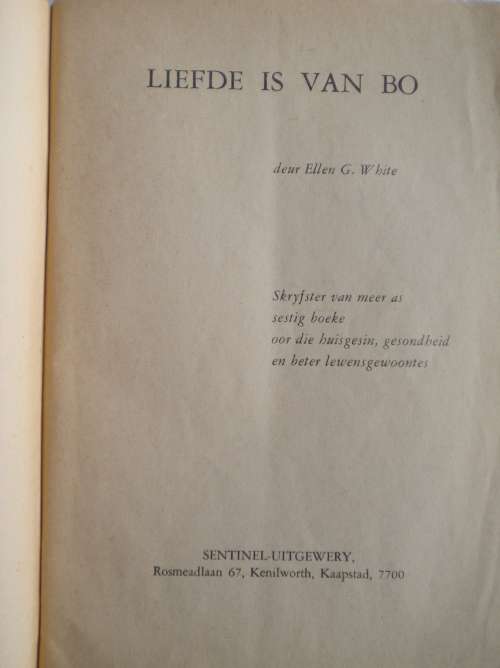 LIEFDE IS VAN BO
deur Ellen G. White
Skryfster van meer as
sestig boeke
oor die huisgesin, gesondheid
en beter lewensgewoontes
SENTINEL-UITGEWERY,
Rosmeadlaan 67, Kenilworth, Kaapstad, 7700